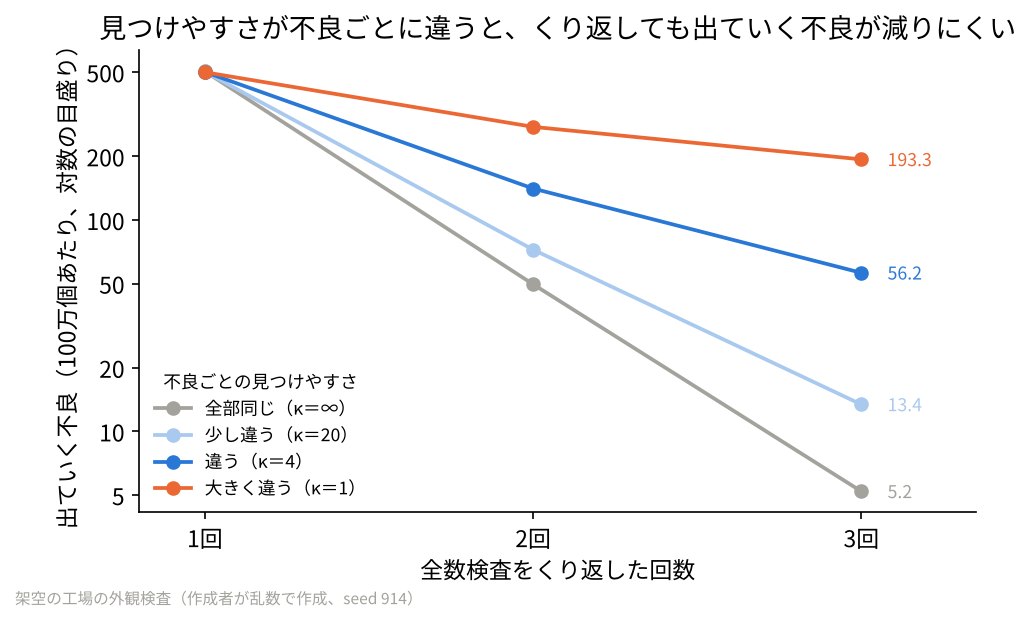 見つけやすさが不良ごとに違うと、くり返しても出ていく不良が減りにくい
出ていく不良（100万個あたり、対数の目盛り）
500
200
100
50
20
10
5
193.3
56.2
13.4
5.2
不良ごとの見つけやすさ
全部同じ（κ＝∞）
少し違う（κ＝20）
違う（κ＝4）
大きく違う（κ＝1）
1回
2回
3回
全数検査をくり返した回数
架空の工場の外観検査（作成者が乱数で作成、seed 914）